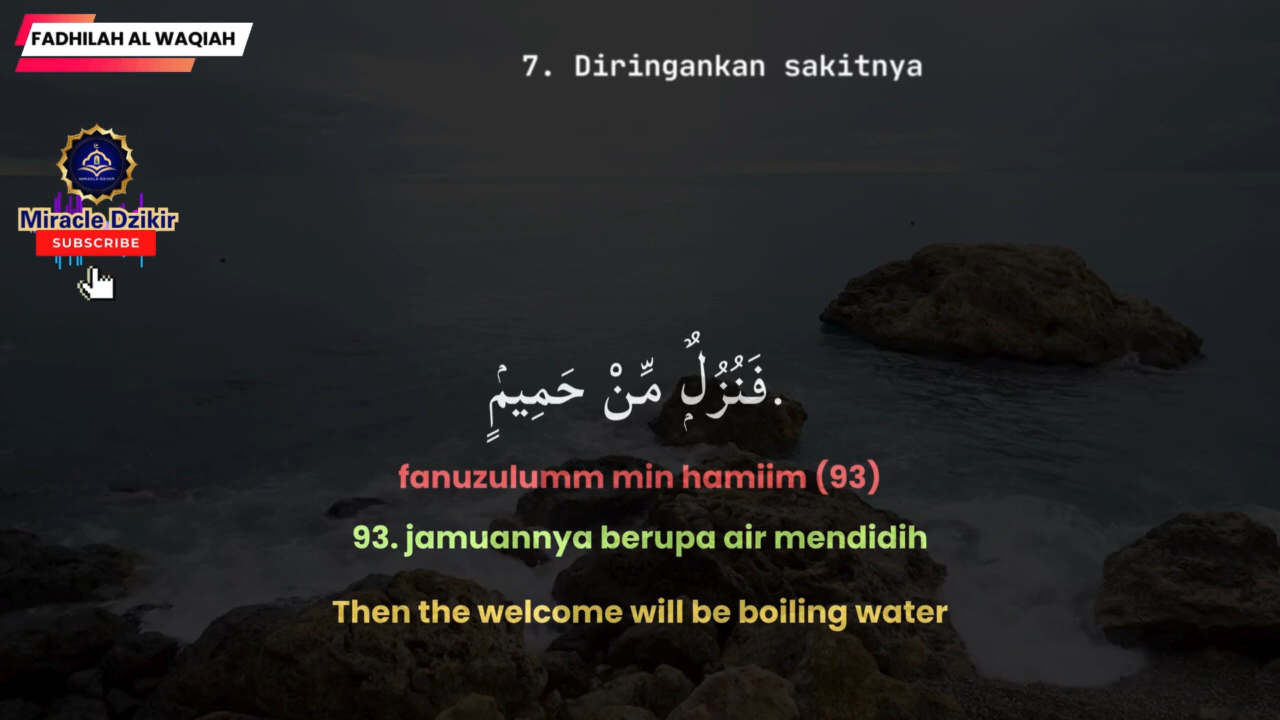 FADHILAH AL WAQIAH
7. Diringankan sakitnya
Miracle Dzikir
SUBSCRIBE
فَنُزُلٌۭ مِّنْ حَمِيمٍۢ.
fanuzulumm min hamiim (93)
93. jamuannya berupa air mendidih
Then the welcome will be boiling water